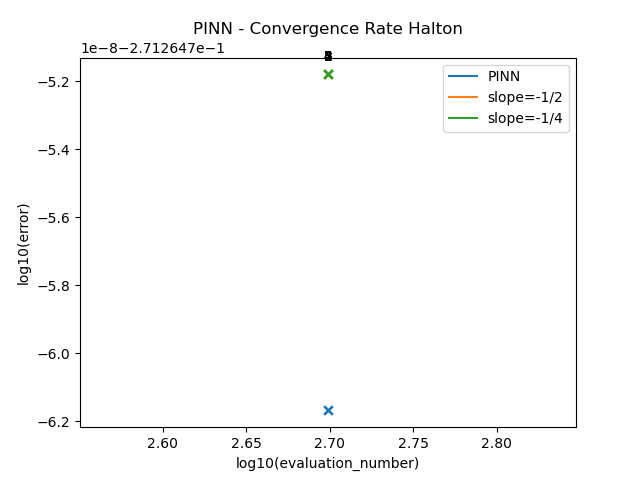 PINN - Convergence Rate Halton
1e−8−2.712647e−1
PINN
slope=-1/2
slope=-1/4
−5.2
−5.4
−5.6
−5.8
−6.0
−6.2
log10(error)
2.60 2.65 2.70 2.75 2.80
log10(evaluation_number)